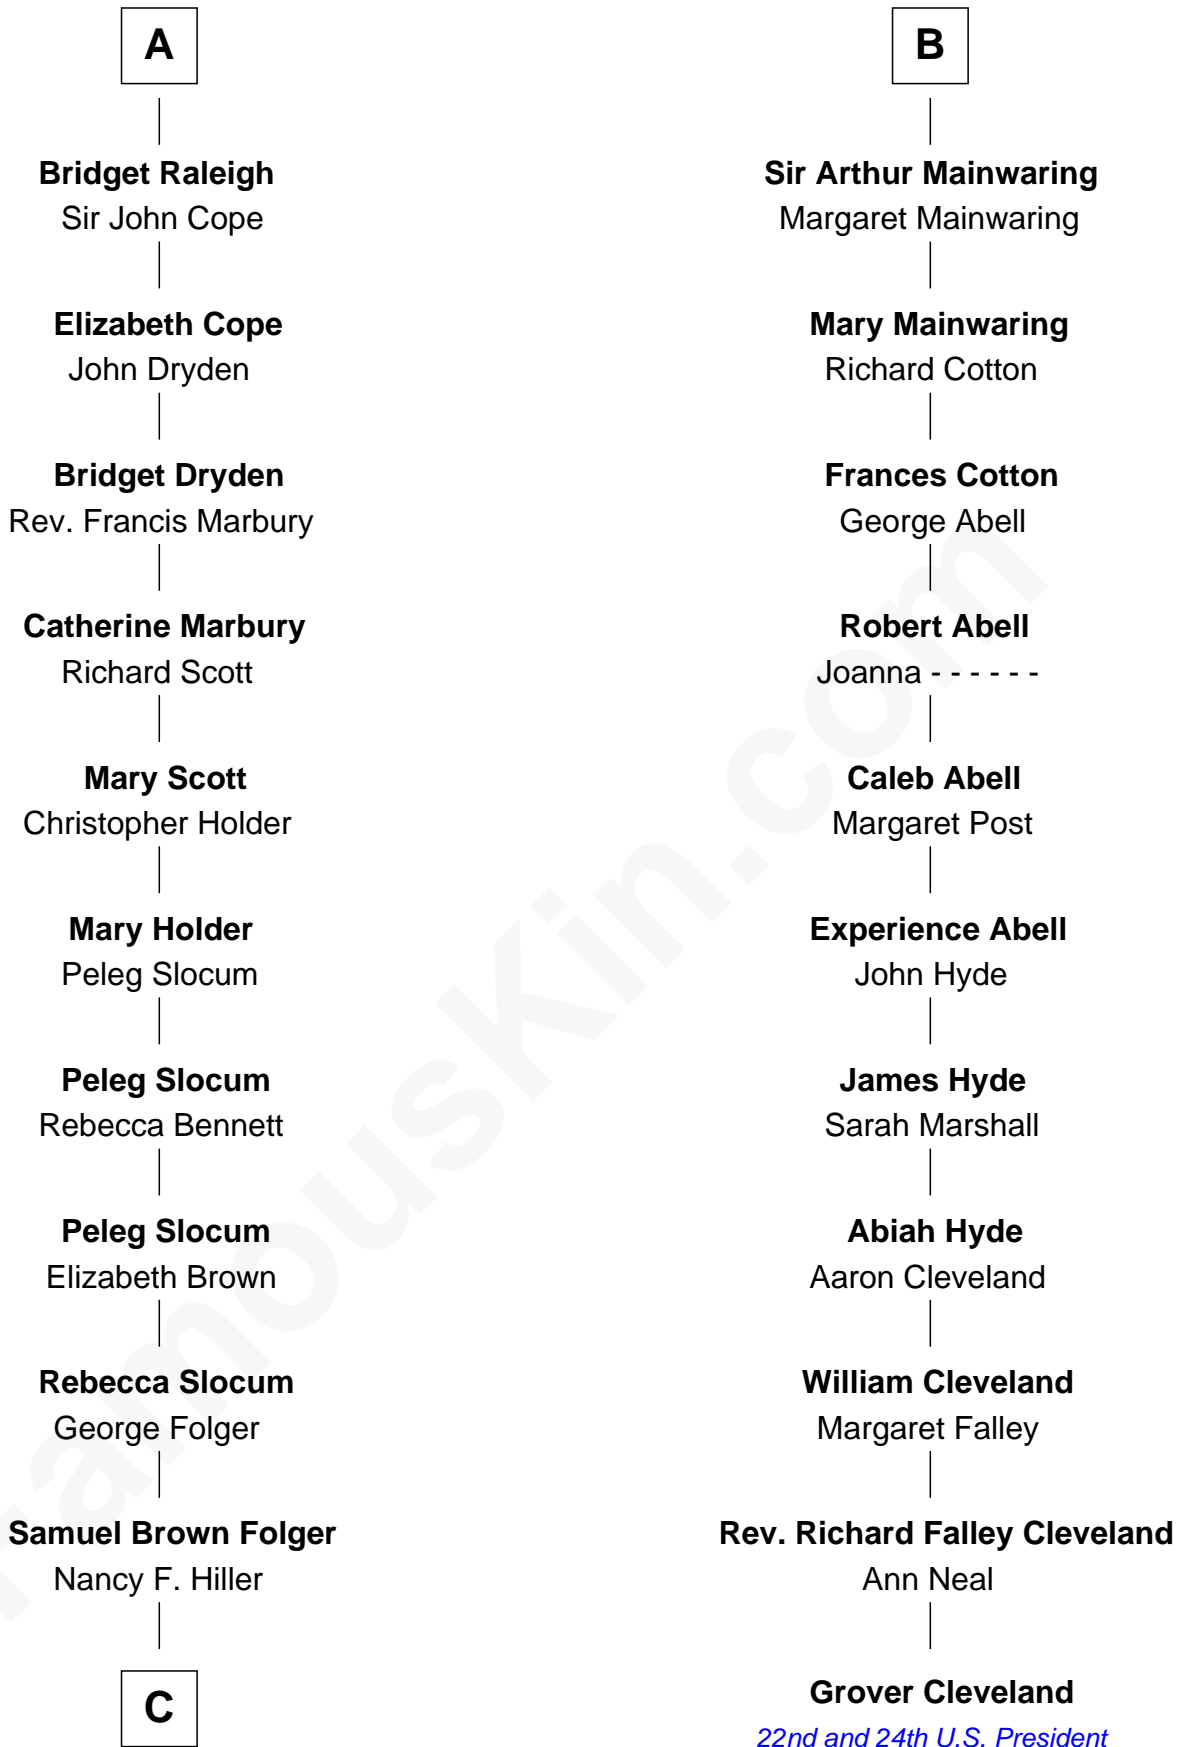 A
Bridget Raleigh
Sir John Cope
Elizabeth Cope
John Dryden
Bridget Dryden
Rev. Francis Marbury
Catherine Marbury
Richard Scott
Mary Scott
Christopher Holder
Mary Holder
Peleg Slocum
Peleg Slocum
Rebecca Bennett
Peleg Slocum
Elizabeth Brown
Rebecca Slocum
George Folger
Samuel Brown Folger
Nancy F. Hiller
C
B
Sir Arthur Mainwaring
Margaret Mainwaring
Mary Mainwaring
Richard Cotton
Frances Cotton
George Abell
Robert Abell
Joanna - - - - - -
Caleb Abell
Margaret Post
Experience Abell
John Hyde
James Hyde
Sarah Marshall
Abiah Hyde
Aaron Cleveland
William Cleveland
Margaret Falley
Rev. Richard Falley Cleveland
Ann Neal
Grover Cleveland
22nd and 24th U.S. President
FamousKin.com